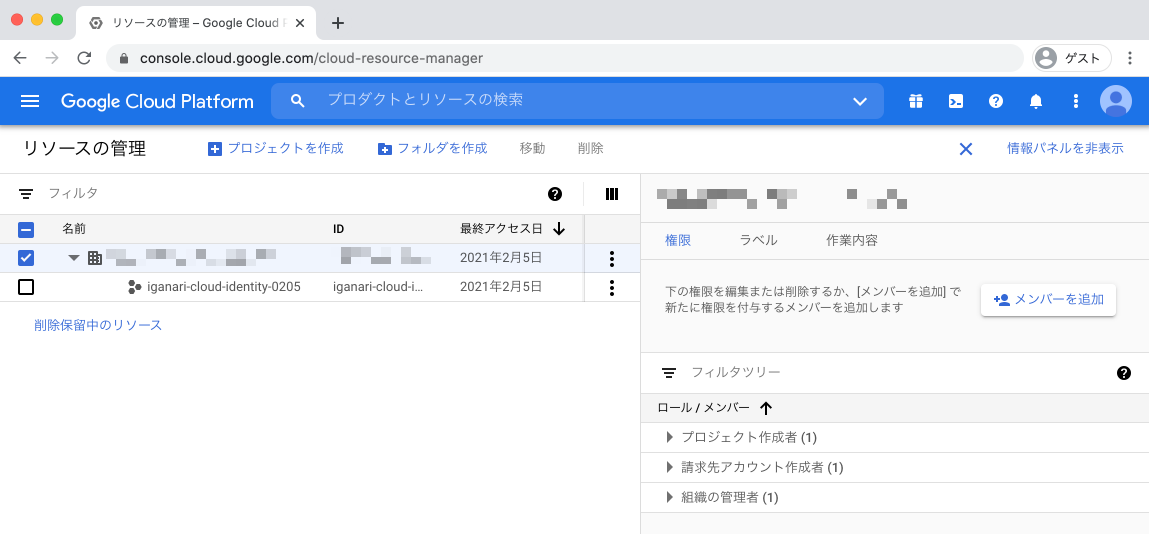 リソースの管理 – Google Cloud P
console.cloud.google.com/cloud-resource-manager
ゲスト
Google Cloud Platform
プロダクトとリソースの検索
リソースの管理
プロジェクトを作成
フォルダを作成
移動
削除
情報パネルを非表示
フィルタ
名前
ID
最終アクセス日
2021年2月5日
iganari-cloud-identity-0205
iganari-cloud-i…
2021年2月5日
削除保留中のリソース
権限
ラベル
作業内容
下の権限を編集または削除するか、[メンバーを追加] で
新たに権限を付与するメンバーを追加します
メンバーを追加
フィルタツリー
ロール / メンバー
プロジェクト作成者 (1)
請求先アカウント作成者 (1)
組織の管理者 (1)